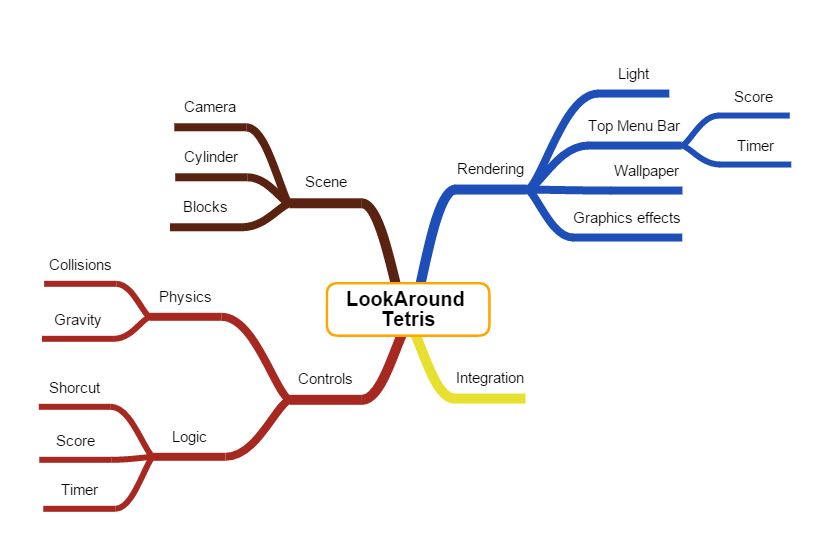 LookAround
Tetris
Scene
Camera
Cylinder
Blocks
Rendering
Light
Top Menu Bar
Score
Timer
Wallpaper
Graphics effects
Controls
Physics
Collisions
Gravity
Logic
Shorcut
Score
Timer
Integration